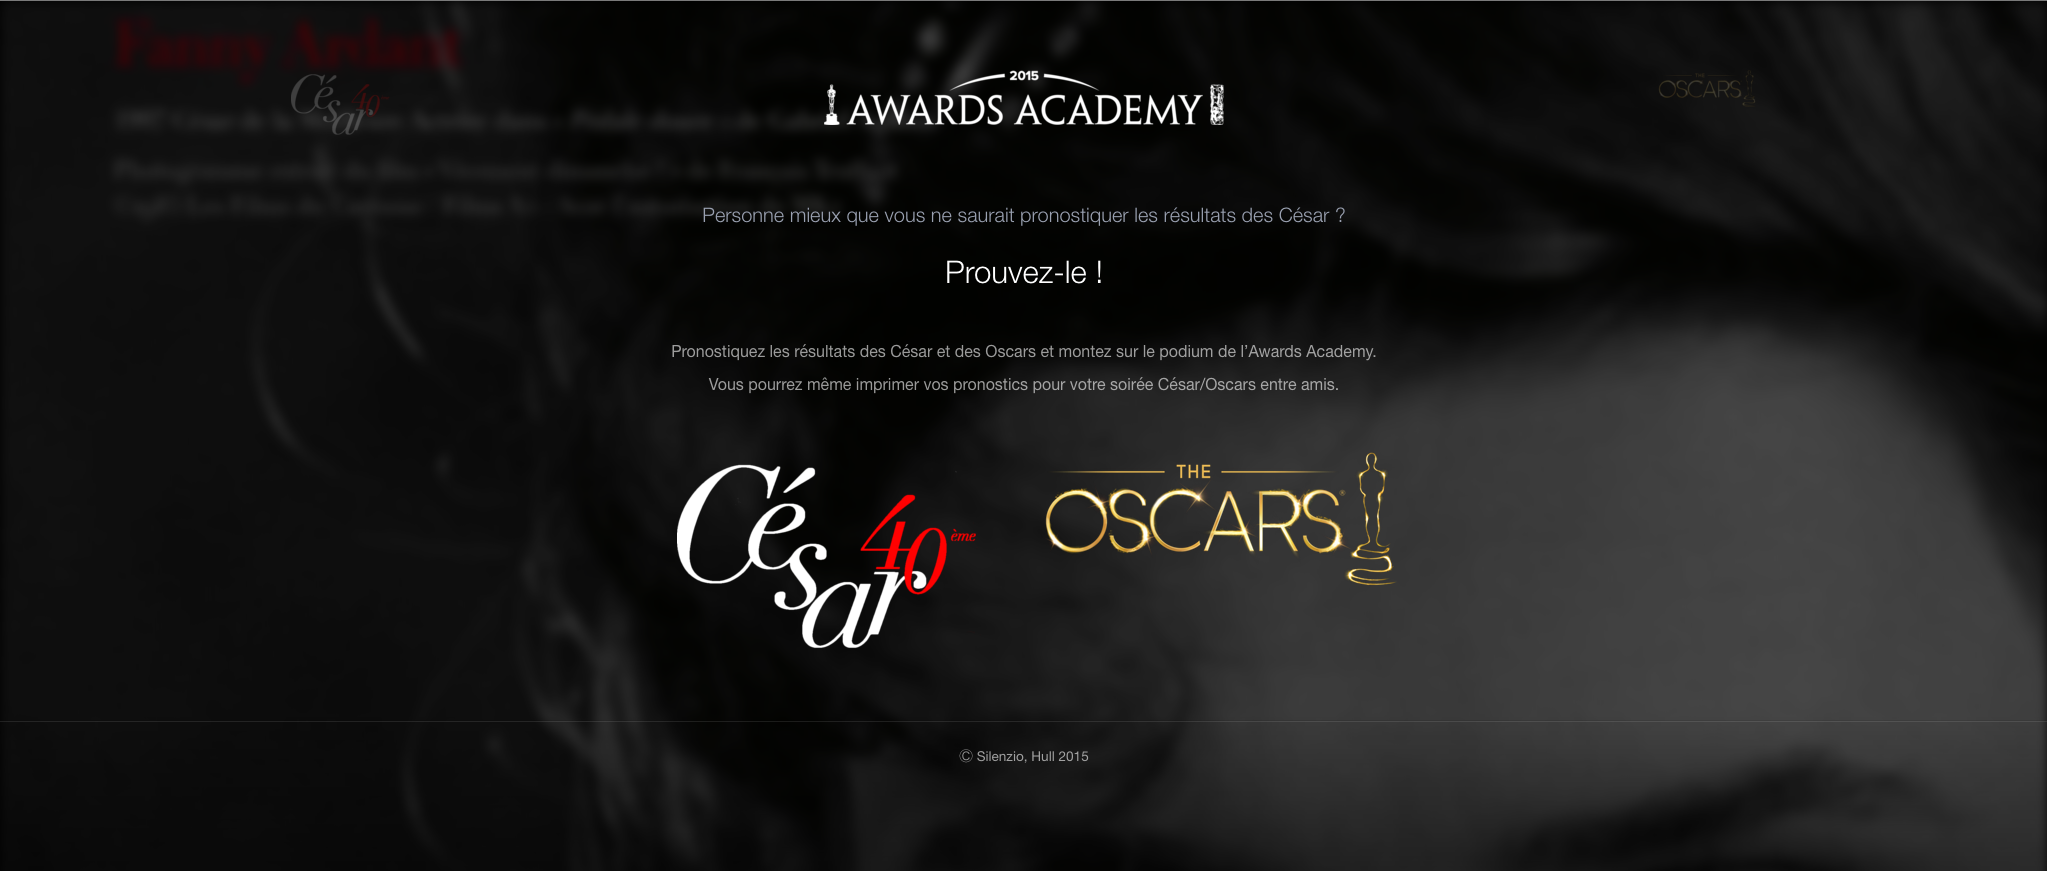 Fanny Ardant
César 40
2015
AWARDS ACADEMY
OSCARS
Personne mieux que vous ne saurait pronostiquer les résultats des César ?
Prouvez-le !
Pronostiquez les résultats des César et des Oscars et montez sur le podium de l'Awards Academy.
Vous pourrez même imprimer vos pronostics pour votre soirée César/Oscars entre amis.
César 40ème
THE
OSCARS®
© Silenzio, Hull 2015